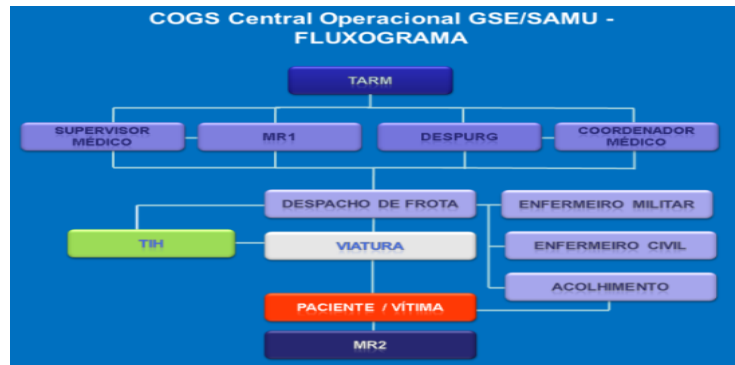 COGS Central Operacional GSE/SAMU -
FLUXOGRAMA
TARM
SUPERVISOR
MÉDICO
MR1
DESPURG
COORDENADOR
MÉDICO
DESPACHO DE FROTA
ENFERMEIRO MILITAR
TIH
VIATURA
ENFERMEIRO CIVIL
ACOLHIMENTO
PACIENTE / VÍTIMA
MR2